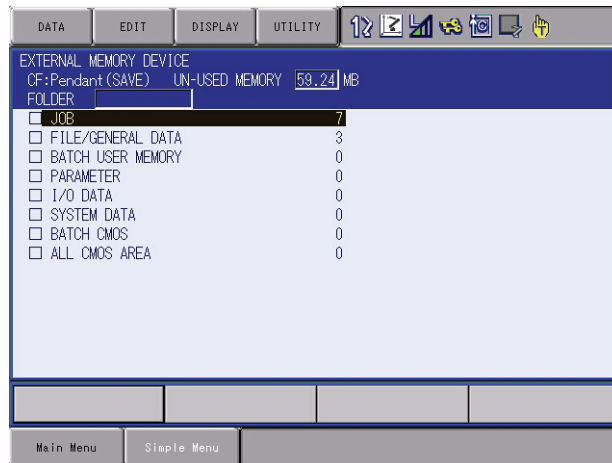 DATA EDIT DISPLAY UTILITY
EXTERNAL MEMORY DEVICE
CF:Pendant(SAVE) UN-USED MEMORY 59.24 MB
FOLDER
JOB 7
FILE/GENERAL DATA 3
BATCH USER MEMORY 0
PARAMETER 0
I/O DATA 0
SYSTEM DATA 0
BATCH CMOS 0
ALL CMOS AREA 0
Main Menu Simple Menu